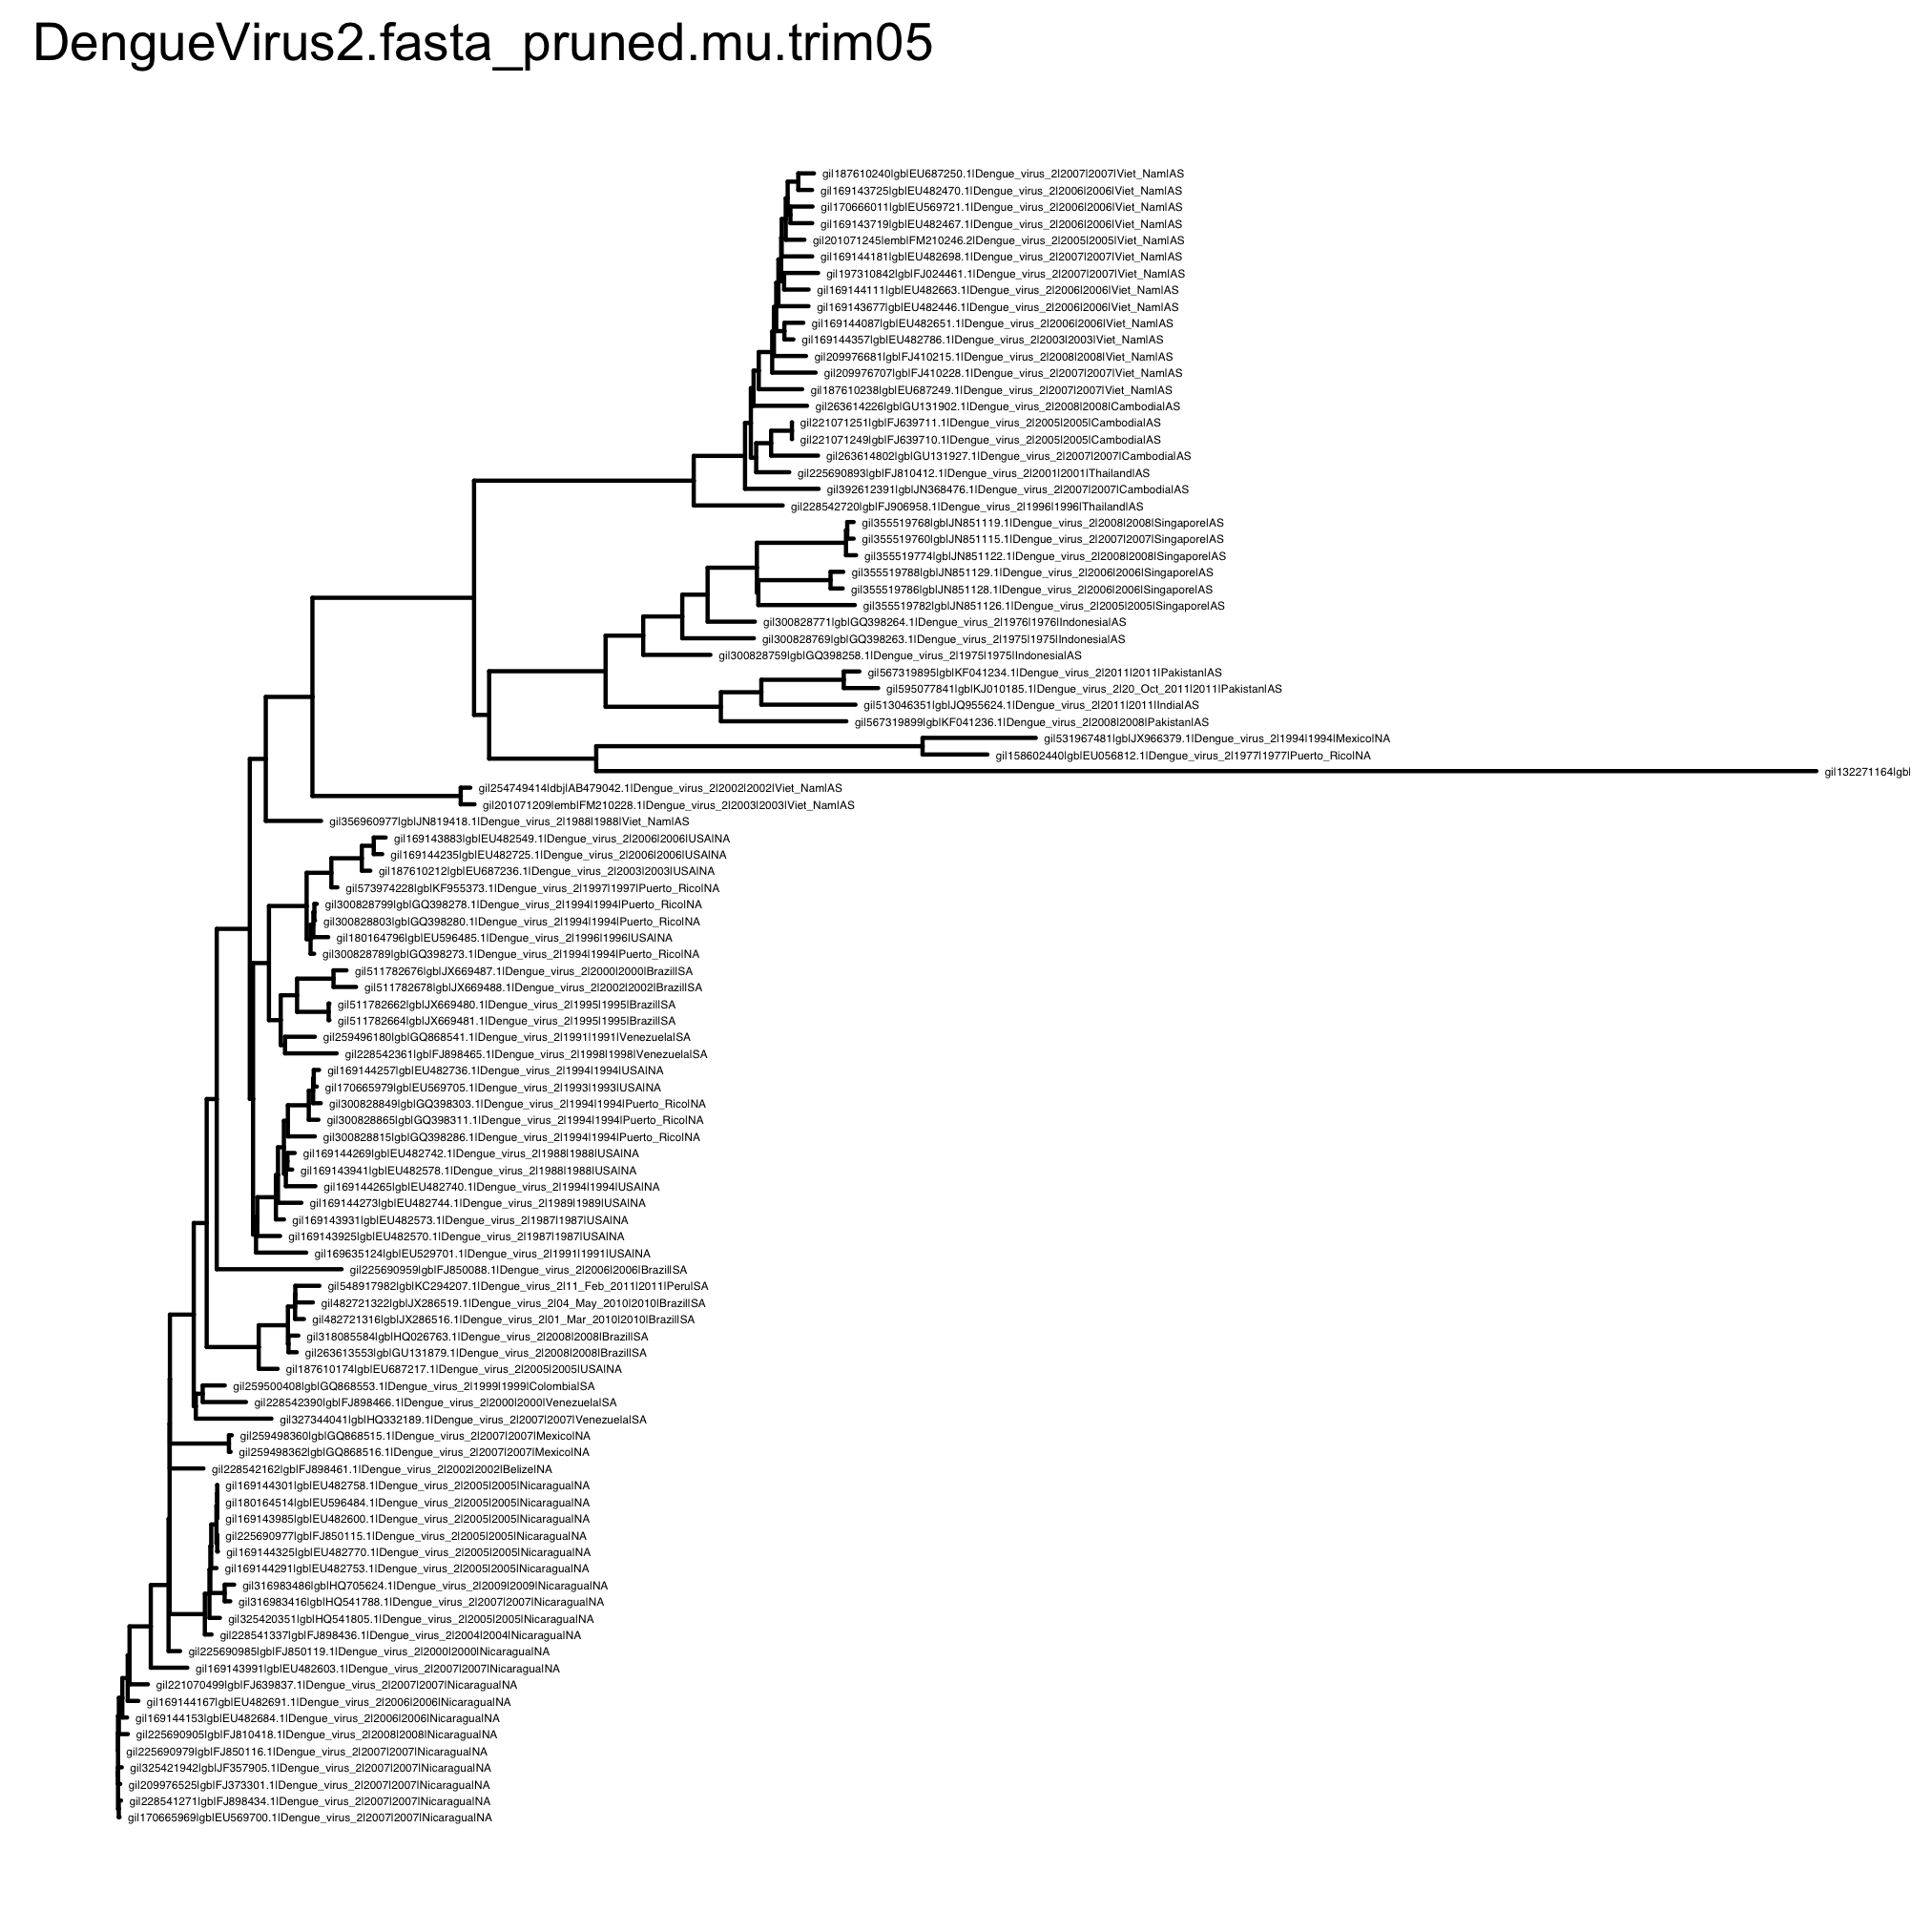 DengueVirus2.fasta_pruned.mu.trim05
gi|187610240|gb|EU687250.1|Dengue_virus_2|2007|2007|Viet_Nam|AS
gi|169143725|gb|EU482470.1|Dengue_virus_2|2006|2006|Viet_Nam|AS
gi|170666011|gb|EU569721.1|Dengue_virus_2|2006|2006|Viet_Nam|AS
gi|169143719|gb|EU482467.1|Dengue_virus_2|2006|2006|Viet_Nam|AS
gi|201071245|emb|FM210246.2|Dengue_virus_2|2005|2005|Viet_Nam|AS
gi|169144181|gb|EU482698.1|Dengue_virus_2|2007|2007|Viet_Nam|AS
gi|197310842|gb|FJ024461.1|Dengue_virus_2|2007|2007|Viet_Nam|AS
gi|169144111|gb|EU482663.1|Dengue_virus_2|2006|2006|Viet_Nam|AS
gi|169143677|gb|EU482446.1|Dengue_virus_2|2006|2006|Viet_Nam|AS
gi|169144087|gb|EU482651.1|Dengue_virus_2|2006|2006|Viet_Nam|AS
gi|169144357|gb|EU482786.1|Dengue_virus_2|2003|2003|Viet_Nam|AS
gi|209976681|gb|FJ410215.1|Dengue_virus_2|2008|2008|Viet_Nam|AS
gi|209976707|gb|FJ410228.1|Dengue_virus_2|2007|2007|Viet_Nam|AS
gi|187610238|gb|EU687249.1|Dengue_virus_2|2007|2007|Viet_Nam|AS
gi|263614226|gb|GU131902.1|Dengue_virus_2|2008|2008|Cambodia|AS
gi|221071251|gb|FJ639711.1|Dengue_virus_2|2005|2005|Cambodia|AS
gi|221071249|gb|FJ639710.1|Dengue_virus_2|2005|2005|Cambodia|AS
gi|263614802|gb|GU131927.1|Dengue_virus_2|2007|2007|Cambodia|AS
gi|225690893|gb|FJ810412.1|Dengue_virus_2|2001|2001|Thailand|AS
gi|392612391|gb|JN368476.1|Dengue_virus_2|2007|2007|Cambodia|AS
gi|228542720|gb|FJ906958.1|Dengue_virus_2|1996|1996|Thailand|AS
gi|355519768|gb|JN851119.1|Dengue_virus_2|2008|2008|Singapore|AS
gi|355519760|gb|JN851115.1|Dengue_virus_2|2007|2007|Singapore|AS
gi|355519774|gb|JN851122.1|Dengue_virus_2|2008|2008|Singapore|AS
gi|355519788|gb|JN851129.1|Dengue_virus_2|2006|2006|Singapore|AS
gi|355519786|gb|JN851128.1|Dengue_virus_2|2006|2006|Singapore|AS
gi|355519782|gb|JN851126.1|Dengue_virus_2|2005|2005|Singapore|AS
gi|300828771|gb|GQ398264.1|Dengue_virus_2|1976|1976|Indonesia|AS
gi|300828769|gb|GQ398263.1|Dengue_virus_2|1975|1975|Indonesia|AS
gi|300828759|gb|GQ398258.1|Dengue_virus_2|1975|1975|Indonesia|AS
gi|567319895|gb|KF041234.1|Dengue_virus_2|2011|2011|Pakistan|AS
gi|595077841|gb|KJ010185.1|Dengue_virus_2|20_Oct_2011|2011|Pakistan|AS
gi|513046351|gb|JQ955624.1|Dengue_virus_2|2011|2011|India|AS
gi|567319899|gb|KF041236.1|Dengue_virus_2|2008|2008|Pakistan|AS
gi|531967481|gb|JX966379.1|Dengue_virus_2|1994|1994|Mexico|NA
gi|158602440|gb|EU056812.1|Dengue_virus_2|1977|1977|Puerto_Rico|NA
gi|132271164|gb|
gi|254749414|dbj|AB479042.1|Dengue_virus_2|2002|2002|Viet_Nam|AS
gi|201071209|emb|FM210228.1|Dengue_virus_2|2003|2003|Viet_Nam|AS
gi|356960977|gb|JN819418.1|Dengue_virus_2|1988|1988|Viet_Nam|AS
gi|169143883|gb|EU482549.1|Dengue_virus_2|2006|2006|USA|NA
gi|169144235|gb|EU482725.1|Dengue_virus_2|2006|2006|USA|NA
gi|187610212|gb|EU687236.1|Dengue_virus_2|2003|2003|USA|NA
gi|573974228|gb|KF955373.1|Dengue_virus_2|1997|1997|Puerto_Rico|NA
gi|300828799|gb|GQ398278.1|Dengue_virus_2|1994|1994|Puerto_Rico|NA
gi|300828803|gb|GQ398280.1|Dengue_virus_2|1994|1994|Puerto_Rico|NA
gi|180164796|gb|EU596485.1|Dengue_virus_2|1996|1996|USA|NA
gi|300828789|gb|GQ398273.1|Dengue_virus_2|1994|1994|Puerto_Rico|NA
gi|511782676|gb|JX669487.1|Dengue_virus_2|2000|2000|Brazil|SA
gi|511782678|gb|JX669488.1|Dengue_virus_2|2002|2002|Brazil|SA
gi|511782662|gb|JX669480.1|Dengue_virus_2|1995|1995|Brazil|SA
gi|511782664|gb|JX669481.1|Dengue_virus_2|1995|1995|Brazil|SA
gi|259496180|gb|GQ868541.1|Dengue_virus_2|1991|1991|Venezuela|SA
gi|228542361|gb|FJ898465.1|Dengue_virus_2|1998|1998|Venezuela|SA
gi|169144257|gb|EU482736.1|Dengue_virus_2|1994|1994|USA|NA
gi|170665979|gb|EU569705.1|Dengue_virus_2|1993|1993|USA|NA
gi|300828849|gb|GQ398303.1|Dengue_virus_2|1994|1994|Puerto_Rico|NA
gi|300828865|gb|GQ398311.1|Dengue_virus_2|1994|1994|Puerto_Rico|NA
gi|300828815|gb|GQ398286.1|Dengue_virus_2|1994|1994|Puerto_Rico|NA
gi|169144269|gb|EU482742.1|Dengue_virus_2|1988|1988|USA|NA
gi|169143941|gb|EU482578.1|Dengue_virus_2|1988|1988|USA|NA
gi|169144265|gb|EU482740.1|Dengue_virus_2|1994|1994|USA|NA
gi|169144273|gb|EU482744.1|Dengue_virus_2|1989|1989|USA|NA
gi|169143931|gb|EU482573.1|Dengue_virus_2|1987|1987|USA|NA
gi|169143925|gb|EU482570.1|Dengue_virus_2|1987|1987|USA|NA
gi|169635124|gb|EU529701.1|Dengue_virus_2|1991|1991|USA|NA
gi|225690959|gb|FJ850088.1|Dengue_virus_2|2006|2006|Brazil|SA
gi|548917982|gb|KC294207.1|Dengue_virus_2|11_Feb_2011|2011|Peru|SA
gi|482721322|gb|JX286519.1|Dengue_virus_2|04_May_2010|2010|Brazil|SA
gi|482721316|gb|JX286516.1|Dengue_virus_2|01_Mar_2010|2010|Brazil|SA
gi|318085584|gb|HQ026763.1|Dengue_virus_2|2008|2008|Brazil|SA
gi|263613553|gb|GU131879.1|Dengue_virus_2|2008|2008|Brazil|SA
gi|187610174|gb|EU687217.1|Dengue_virus_2|2005|2005|USA|NA
gi|259500408|gb|GQ868553.1|Dengue_virus_2|1999|1999|Colombia|SA
gi|228542390|gb|FJ898466.1|Dengue_virus_2|2000|2000|Venezuela|SA
gi|327344041|gb|HQ332189.1|Dengue_virus_2|2007|2007|Venezuela|SA
gi|259498360|gb|GQ868515.1|Dengue_virus_2|2007|2007|Mexico|NA
gi|259498362|gb|GQ868516.1|Dengue_virus_2|2007|2007|Mexico|NA
gi|228542162|gb|FJ898461.1|Dengue_virus_2|2002|2002|Belize|NA
gi|169144301|gb|EU482758.1|Dengue_virus_2|2005|2005|Nicaragua|NA
gi|180164514|gb|EU596484.1|Dengue_virus_2|2005|2005|Nicaragua|NA
gi|169143985|gb|EU482600.1|Dengue_virus_2|2005|2005|Nicaragua|NA
gi|225690977|gb|FJ850115.1|Dengue_virus_2|2005|2005|Nicaragua|NA
gi|169144325|gb|EU482770.1|Dengue_virus_2|2005|2005|Nicaragua|NA
gi|169144291|gb|EU482753.1|Dengue_virus_2|2005|2005|Nicaragua|NA
gi|316983486|gb|HQ705624.1|Dengue_virus_2|2009|2009|Nicaragua|NA
gi|316983416|gb|HQ541788.1|Dengue_virus_2|2007|2007|Nicaragua|NA
gi|325420351|gb|HQ541805.1|Dengue_virus_2|2005|2005|Nicaragua|NA
gi|228541337|gb|FJ898436.1|Dengue_virus_2|2004|2004|Nicaragua|NA
gi|225690985|gb|FJ850119.1|Dengue_virus_2|2000|2000|Nicaragua|NA
gi|169143991|gb|EU482603.1|Dengue_virus_2|2007|2007|Nicaragua|NA
gi|221070499|gb|FJ639837.1|Dengue_virus_2|2007|2007|Nicaragua|NA
gi|169144167|gb|EU482691.1|Dengue_virus_2|2006|2006|Nicaragua|NA
gi|169144153|gb|EU482684.1|Dengue_virus_2|2006|2006|Nicaragua|NA
gi|225690905|gb|FJ810418.1|Dengue_virus_2|2008|2008|Nicaragua|NA
gi|225690979|gb|FJ850116.1|Dengue_virus_2|2007|2007|Nicaragua|NA
gi|325421942|gb|JF357905.1|Dengue_virus_2|2007|2007|Nicaragua|NA
gi|209976525|gb|FJ373301.1|Dengue_virus_2|2007|2007|Nicaragua|NA
gi|228541271|gb|FJ898434.1|Dengue_virus_2|2007|2007|Nicaragua|NA
gi|170665969|gb|EU569700.1|Dengue_virus_2|2007|2007|Nicaragua|NA